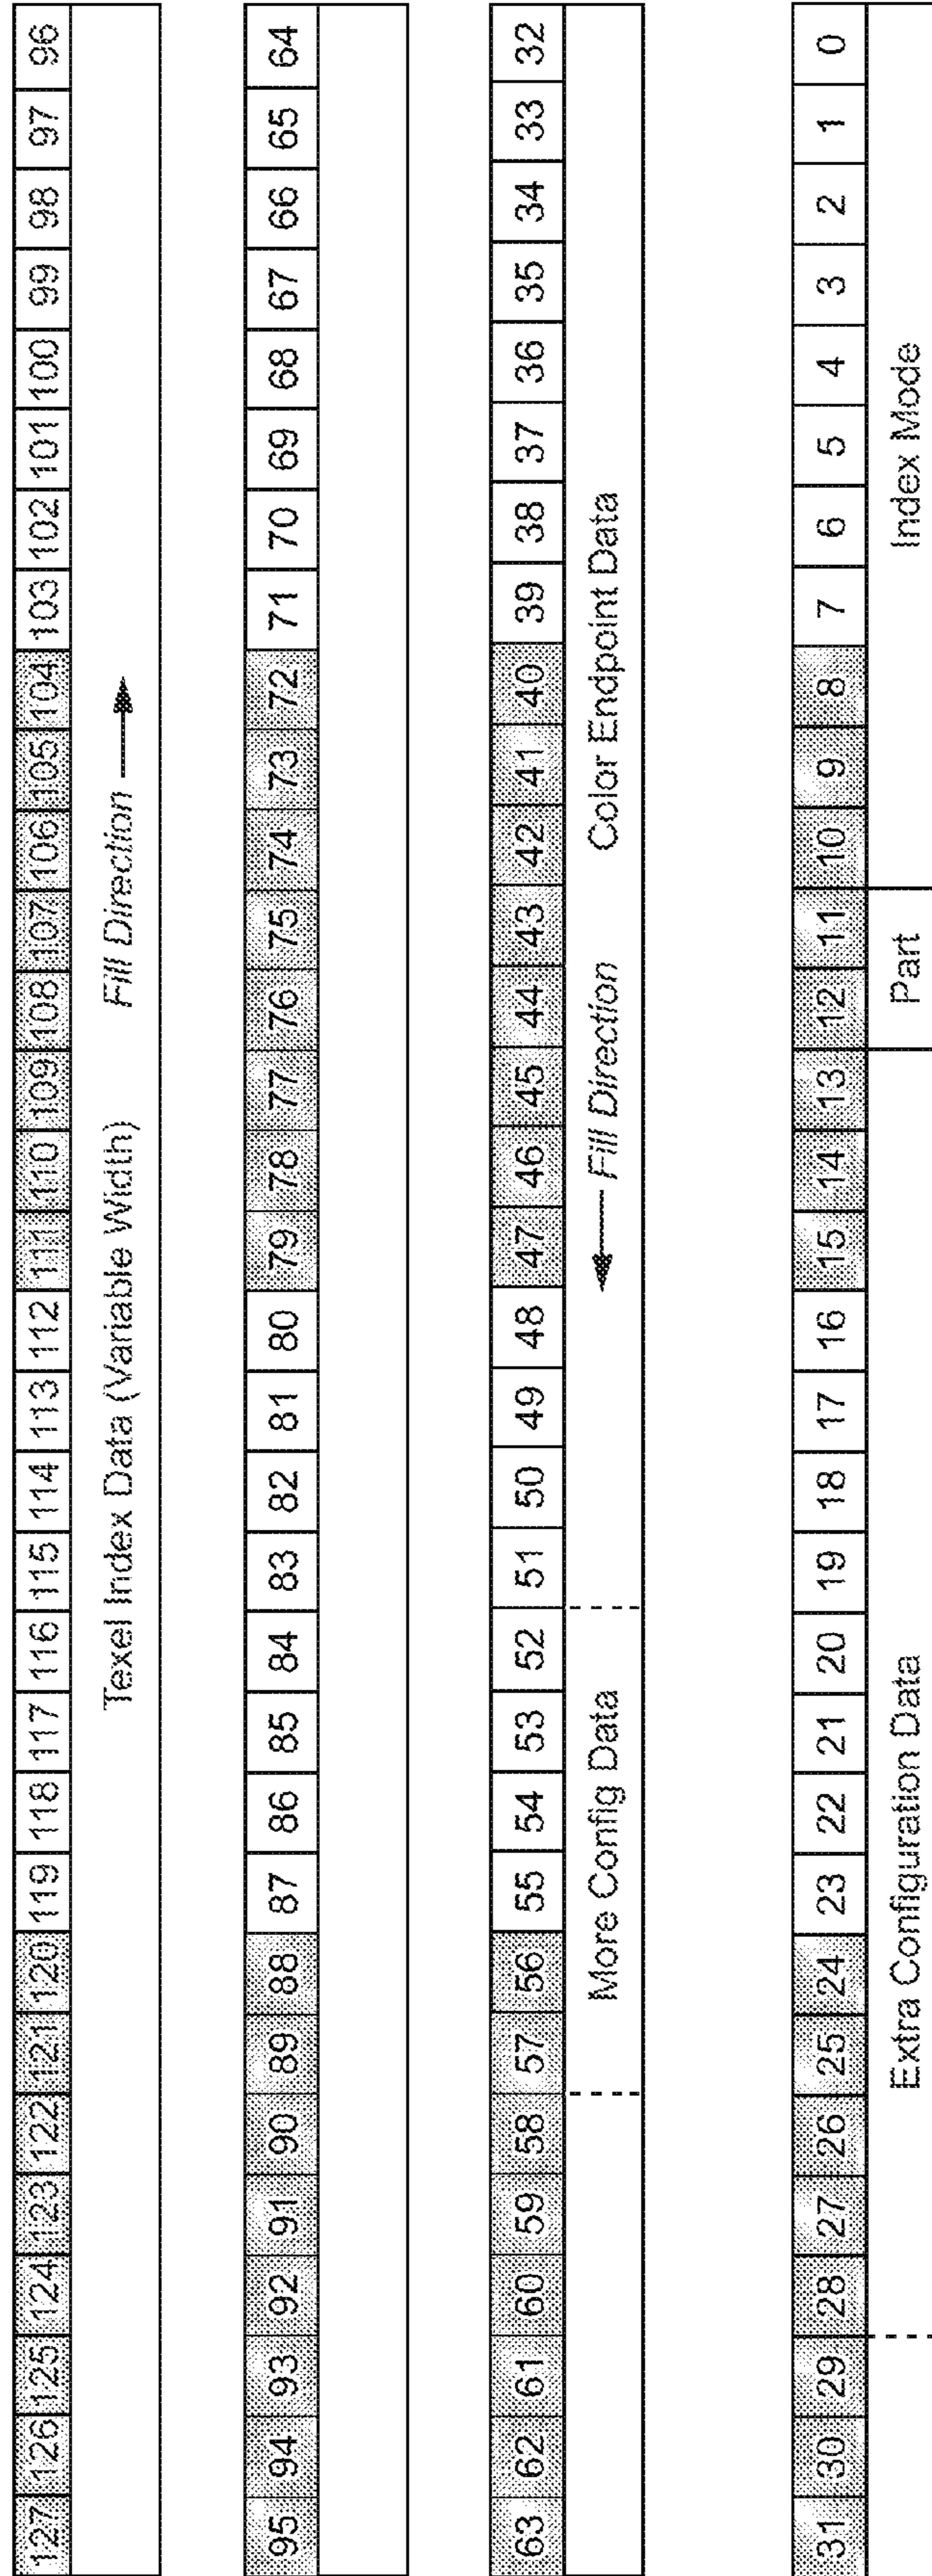 127 126 125 124 123 122 121 120 119 118 117 116 115 114 113 112 111 110 109 108 107 106 105 104 103 102 101 100 99 98 97 96
Texel Index Data (Variable Width) Fill Direction
95 94 93 92 91 90 89 88 87 86 85 84 83 82 81 80 79 78 77 76 75 74 73 72 71 70 69 68 67 66 65 64
63 62 61 60 59 58 57 56 55 54 53 52 51 50 49 48 47 46 45 44 43 42 41 40 39 38 37 36 35 34 33 32
More Config Data Fill Direction Color Endpoint Data
31 30 29 28 27 26 25 24 23 22 21 20 19 18 17 16 15 14 13 12 11 10 9 8 7 6 5 4 3 2 1 0
Extra Configuration Data Part Index Mode